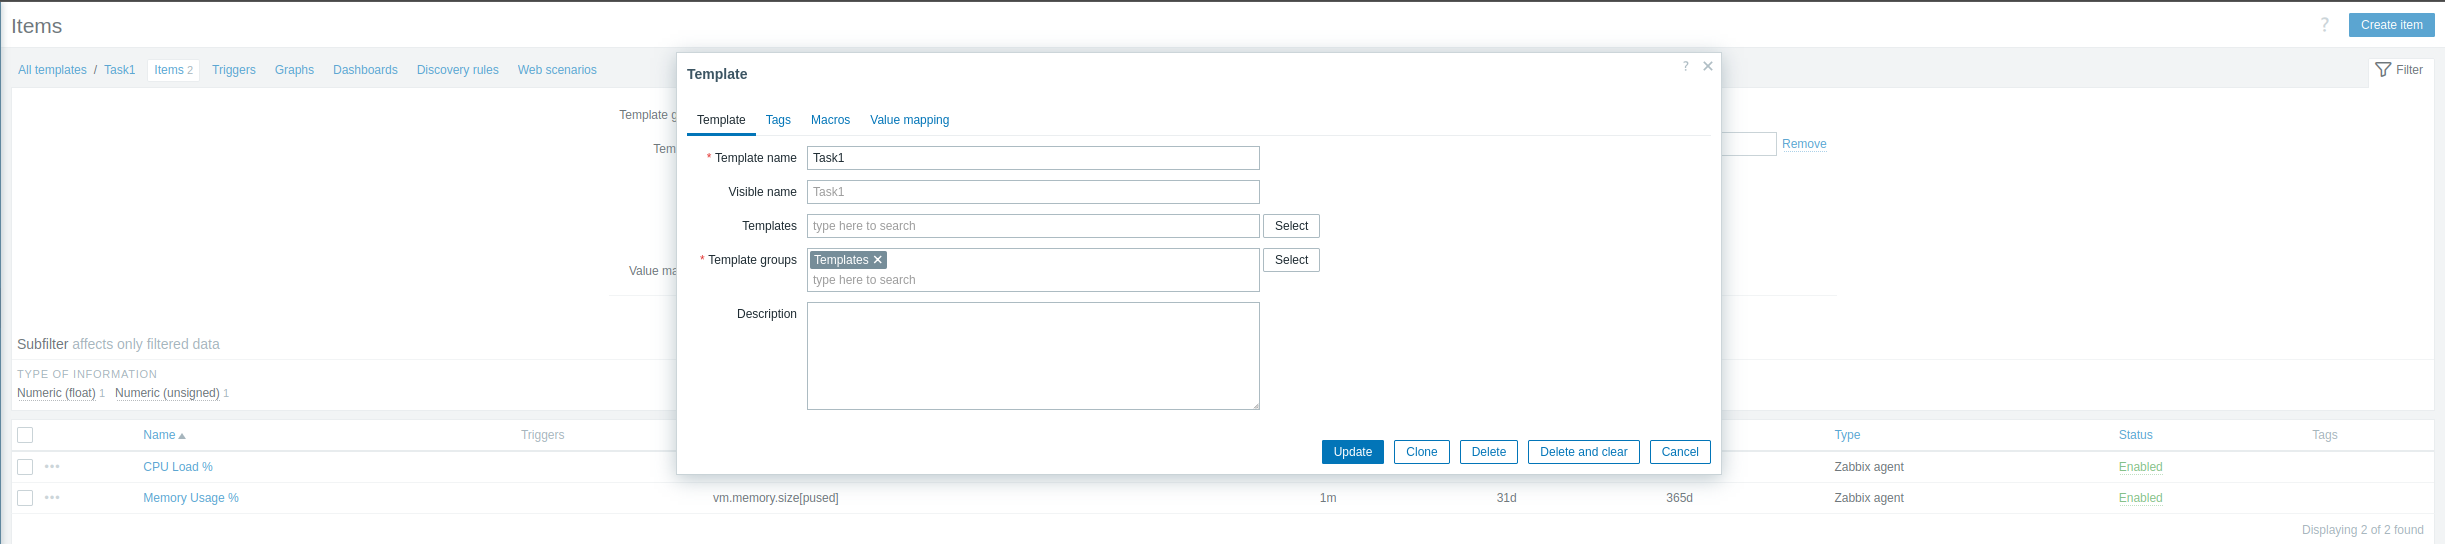 Items
? Create item
All templates / Task1 Items 2 Triggers Graphs Dashboards Discovery rules Web scenarios
Filter
Template g
Tem
Remove
Value ma
Subfilter affects only filtered data
TYPE OF INFORMATION
Numeric (float) 1 Numeric (unsigned) 1
Name Triggers Type Status Tags
CPU Load % Zabbix agent Enabled
Memory Usage % vm.memory.size[pused] 1m 31d 365d Zabbix agent Enabled
Displaying 2 of 2 found
Template ?
Template Tags Macros Value mapping
* Template name Task1
Visible name Task1
Templates type here to search Select
* Template groups Templates Select
type here to search
Description
Update Clone Delete Delete and clear Cancel